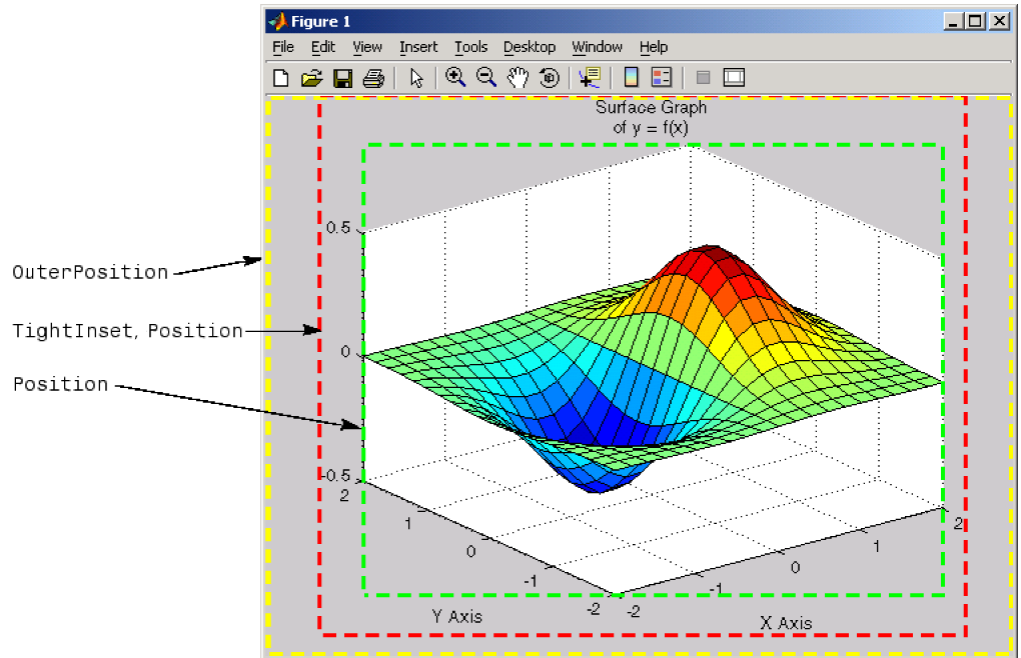 Figure 1
File Edit View Insert Tools Desktop Window Help
Surface Graph
of y = f(x)
0.5
OuterPosition
TightInset, Position
0
Position
-0.5
2
1
0
-1
-2
-2
-1
0
1
2
Y Axis
X Axis